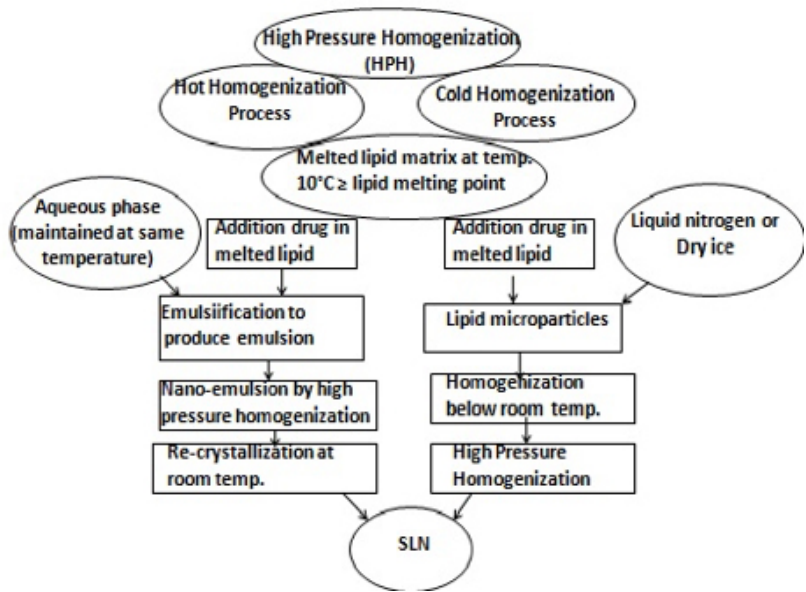 High Pressure Homogenization
(HPH)
Hot Homogenization
Process
Cold Homogenization
Process
Melted lipid matrix at temp.
10°C ≥ lipid melting point
Aqueous phase
(maintained at same
temperature)
Addition drug in
melted lipid
Addition drug in
melted lipid
Liquid nitrogen or
Dry ice
Emulsiification to
produce emulsion
Lipid microparticles
Nano-emulsion by high
pressure homogenization
Homogenization
below room temp.
Re-crystallization at
room temp.
High Pressure
Homogenization
SLN